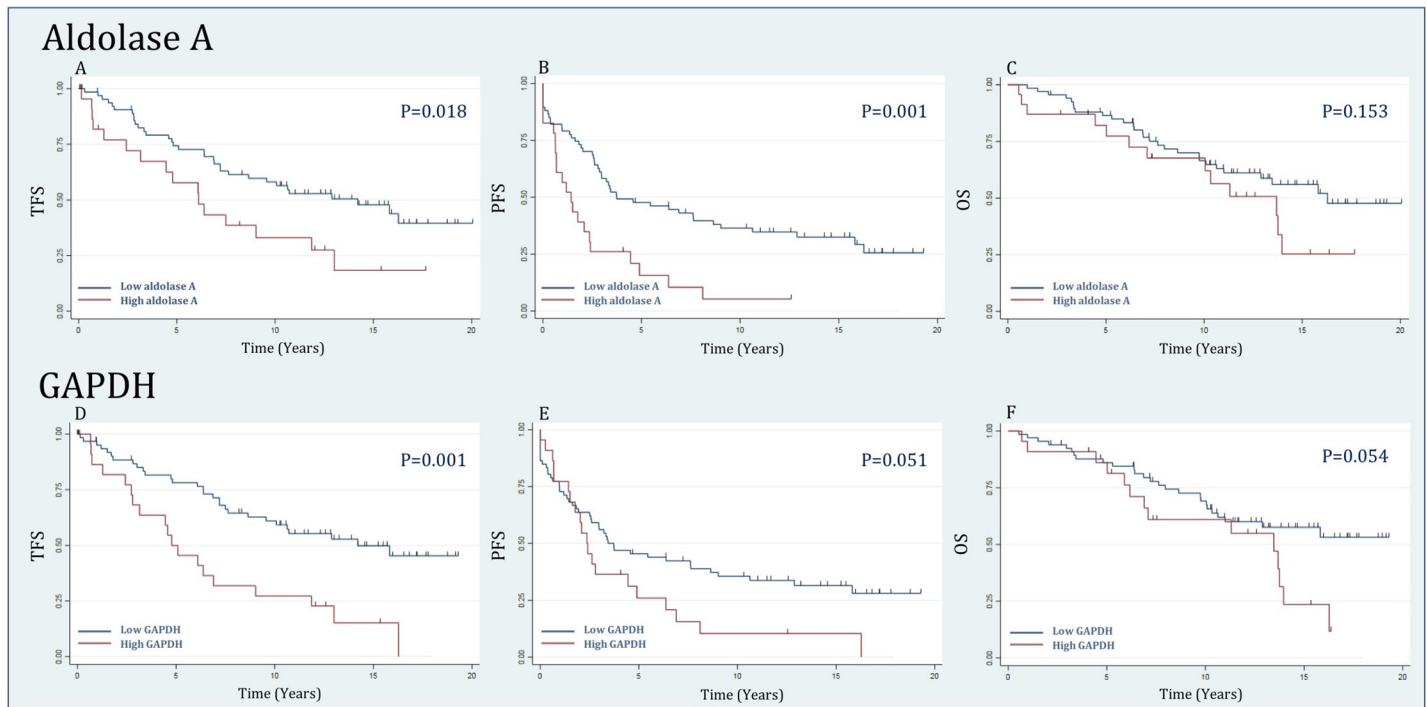 Aldolase A
A
TFS
1.00
0.75
0.50
0.25
0.00
P=0.018
Low aldolase A
High aldolase A
0 5 10 15 20
Time (Years)
B
PFS
1.00
0.75
0.50
0.25
0.00
P=0.001
Low aldolase A
High aldolase A
0 5 10 15 20
Time (Years)
C
OS
1.00
0.75
0.50
0.25
0.00
P=0.153
Low aldolase A
High aldolase A
0 5 10 15 20
Time (Years)
GAPDH
D
TFS
1.00
0.75
0.50
0.25
0.00
P=0.001
Low GAPDH
High GAPDH
0 5 10 15 20
Time (Years)
E
PFS
1.00
0.75
0.50
0.25
0.00
P=0.051
Low GAPDH
High GAPDH
0 5 10 15 20
Time (Years)
F
OS
1.00
0.75
0.50
0.25
0.00
P=0.054
Low GAPDH
High GAPDH
0 5 10 15 20
Time (Years)